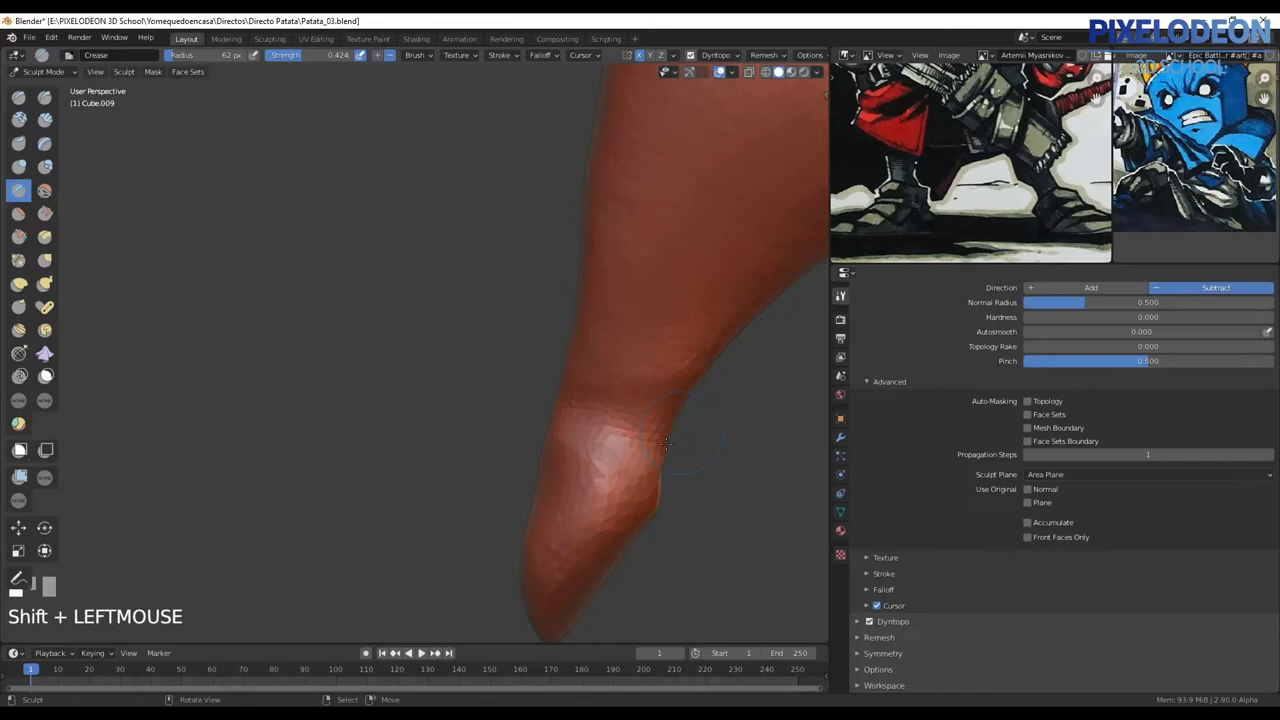 Blender* [E:\PIXELODEON 3D School\Yomequedoencasa\Directos\Directo Patata\Patata_03.blend]
PIXELODEON
3D SCHOOL
File Edit Render Window Help Layout Modeling Sculpting UV Editing Texture Paint Shading Animation Rendering Compositing Scripting Scene
Crease Radius 62 px Strength 0.424 Brush Texture Stroke Falloff Cursor X Y Z Dyntopo Remesh Options View Image Artemii Myasnikov Image Epic Battl
Sculpt Mode View Sculpt Mask Face Sets
User Perspective
(1) Cube.009
Direction Add Subtract
Normal Radius 0.500
Hardness 0.000
Autosmooth 0.000
Topology Rake 0.000
Pinch 0.500
Advanced
Auto-Masking Topology
Face Sets
Mesh Boundary
Face Sets Boundary
Propagation Steps 1
Sculpt Plane Area Plane
Use Original Normal
Plane
Accumulate
Front Faces Only
Texture
Stroke
Falloff
Cursor
Dyntopo
Remesh
Symmetry
Options
Workspace
Shift + LEFTMOUSE
Playback Keying View Marker 1 Start 1 End 250
1 10 20 30 40 50 60 70 80 90 100 110 120 130 140 150 160 170 180 190 200 210 220 230 240 250
Sculpt Rotate View Select Move Mem: 93.9 MiB | 2.90.0 Alpha